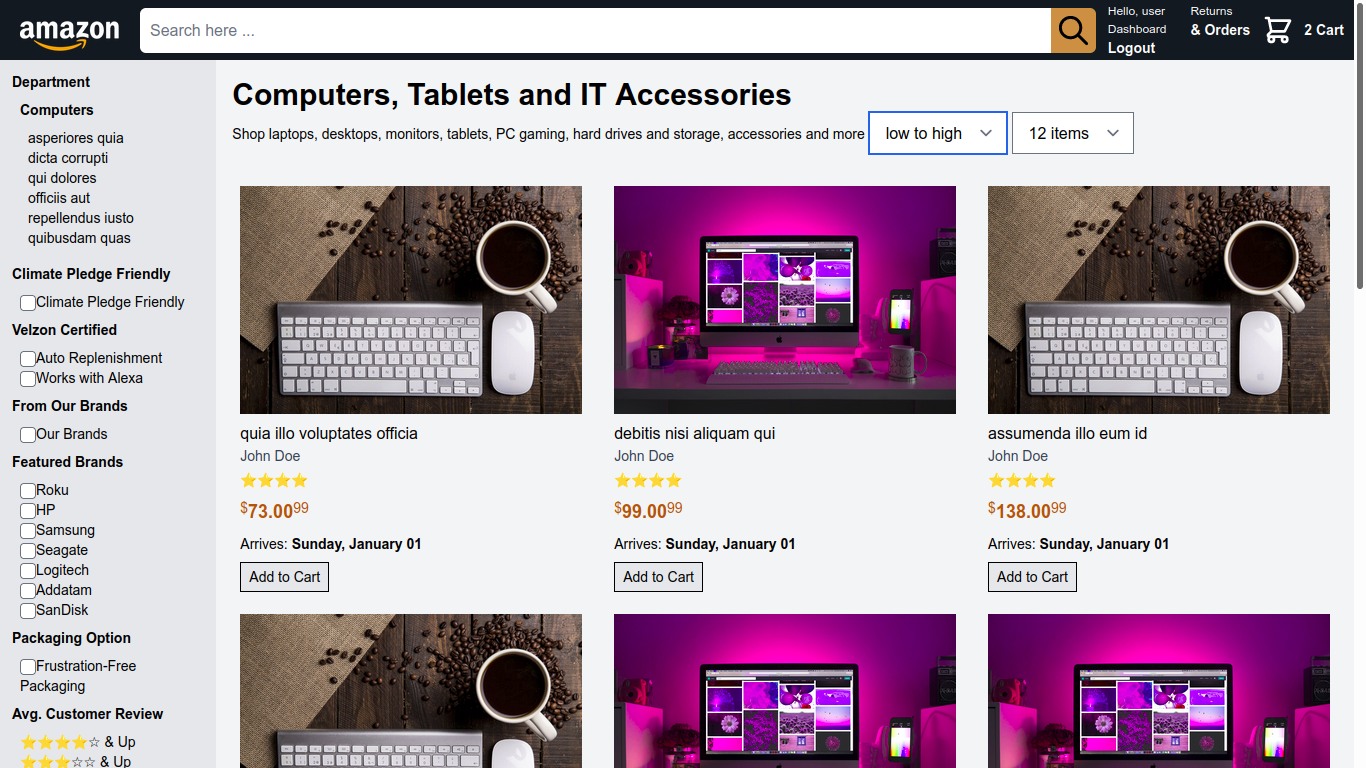 amazon
Search here ...
Hello, user
Dashboard
Logout
Returns
& Orders
2 Cart
Department
Computers
asperiores quia
dicta corrupti
qui dolores
officiis aut
repellendus iusto
quibusdam quas
Climate Pledge Friendly
Climate Pledge Friendly
Velzon Certified
Auto Replenishment
Works with Alexa
From Our Brands
Our Brands
Featured Brands
Roku
HP
Samsung
Seagate
Logitech
Addatam
SanDisk
Packaging Option
Frustration-Free
Packaging
Avg. Customer Review
⭐⭐⭐⭐☆ & Up
⭐⭐⭐☆☆ & Up
Computers, Tablets and IT Accessories
Shop laptops, desktops, monitors, tablets, PC gaming, hard drives and storage, accessories and more
low to high
12 items
quia illo voluptates officia
John Doe
⭐⭐⭐⭐
$73.0099
Arrives: Sunday, January 01
Add to Cart
debitis nisi aliquam qui
John Doe
⭐⭐⭐⭐
$99.0099
Arrives: Sunday, January 01
Add to Cart
assumenda illo eum id
John Doe
⭐⭐⭐⭐
$138.0099
Arrives: Sunday, January 01
Add to Cart